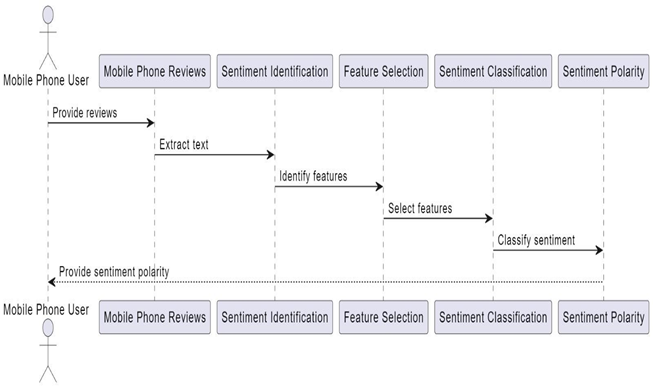 Mobile Phone User
Mobile Phone Reviews
Sentiment Identification
Feature Selection
Sentiment Classification
Sentiment Polarity
Provide reviews
Extract text
Identify features
Select features
Classify sentiment
Provide sentiment polarity
Mobile Phone User
Mobile Phone Reviews
Sentiment Identification
Feature Selection
Sentiment Classification
Sentiment Polarity